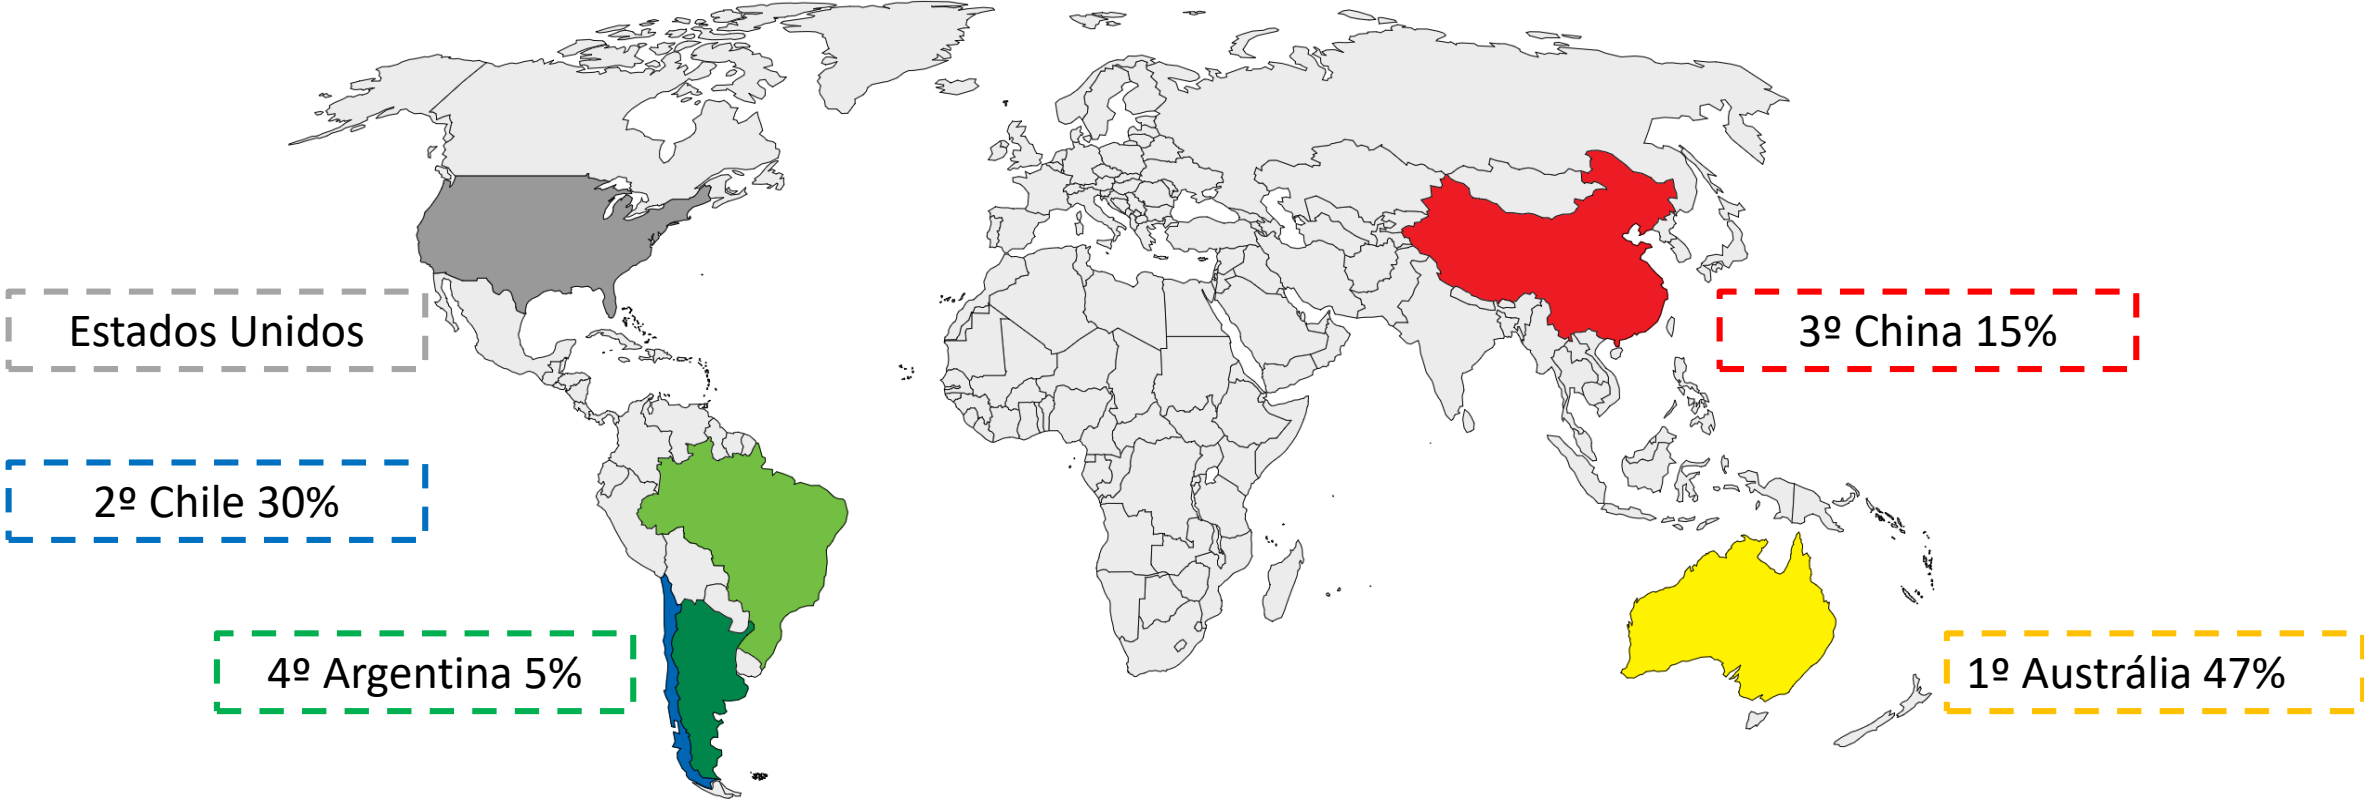 Estados Unidos
3º China 15%
2º Chile 30%
4º Argentina 5%
1º Austrália 47%